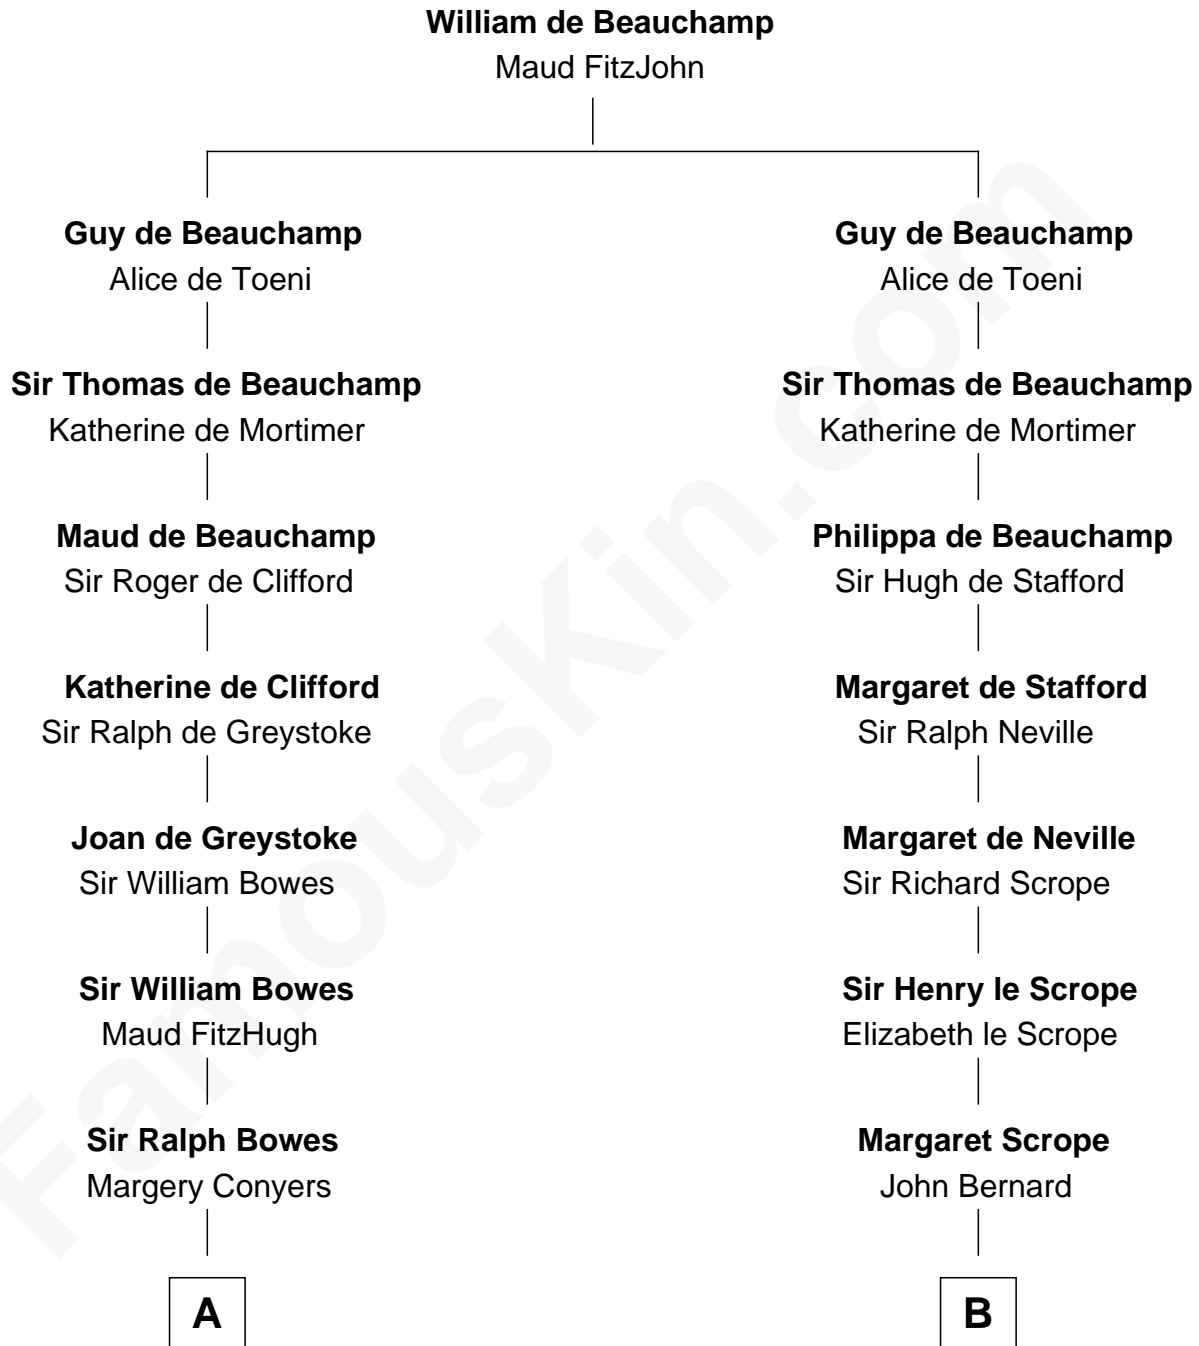 William de Beauchamp
Maud FitzJohn
Guy de Beauchamp
Alice de Toeni
Guy de Beauchamp
Alice de Toeni
Sir Thomas de Beauchamp
Katherine de Mortimer
Sir Thomas de Beauchamp
Katherine de Mortimer
Maud de Beauchamp
Sir Roger de Clifford
Philippa de Beauchamp
Sir Hugh de Stafford
Katherine de Clifford
Sir Ralph de Greystoke
Margaret de Stafford
Sir Ralph Neville
Joan de Greystoke
Sir William Bowes
Margaret de Neville
Sir Richard Scrope
Sir William Bowes
Maud FitzHugh
Sir Henry le Scrope
Elizabeth le Scrope
Sir Ralph Bowes
Margery Conyers
Margaret Scrope
John Bernard
A
B
FamousKin.com